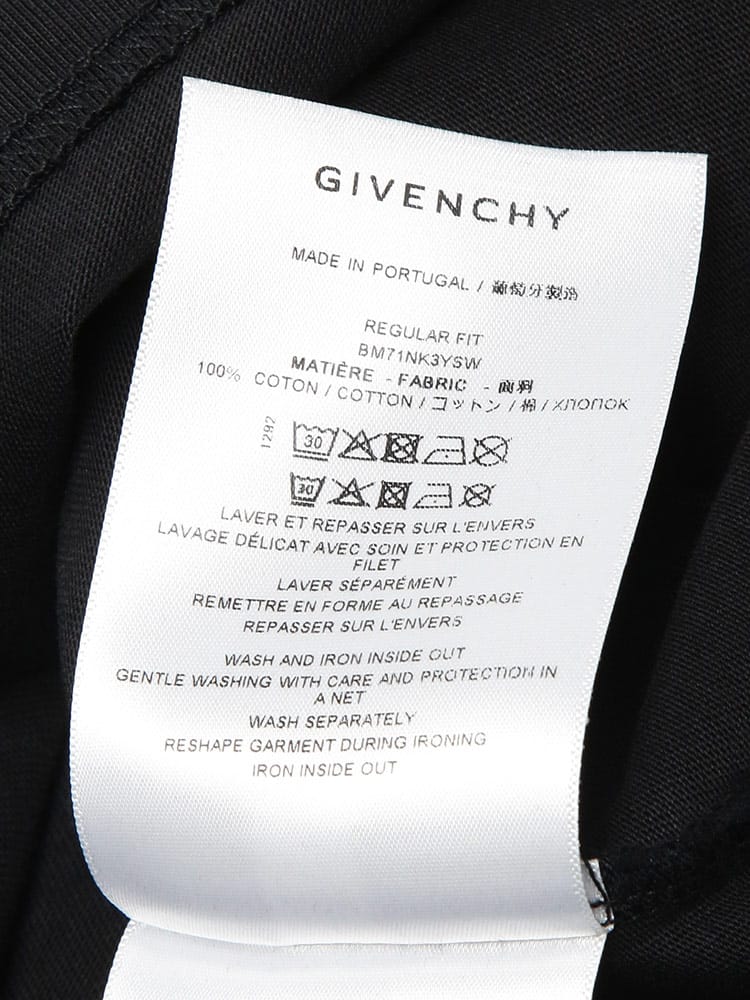 GIVENCHY
MADE IN PORTUGAL / 葡萄牙製造
REGULAR FIT
BM71NK3YSW
MATIÈRE - FABRIC - 面料
100% COTON / COTTON / コットン / 棉 / ХЛОПОК
1292
30
30
LAVER ET REPASSER SUR L'ENVERS
LAVAGE DÉLICAT AVEC SOIN ET PROTECTION EN
FILET
LAVER SÉPARÉMENT
REMETTRE EN FORME AU REPASSAGE
REPASSER SUR L'ENVERS
WASH AND IRON INSIDE OUT
GENTLE WASHING WITH CARE AND PROTECTION IN
A NET
WASH SEPARATELY
RESHAPE GARMENT DURING IRONING
IRON INSIDE OUT